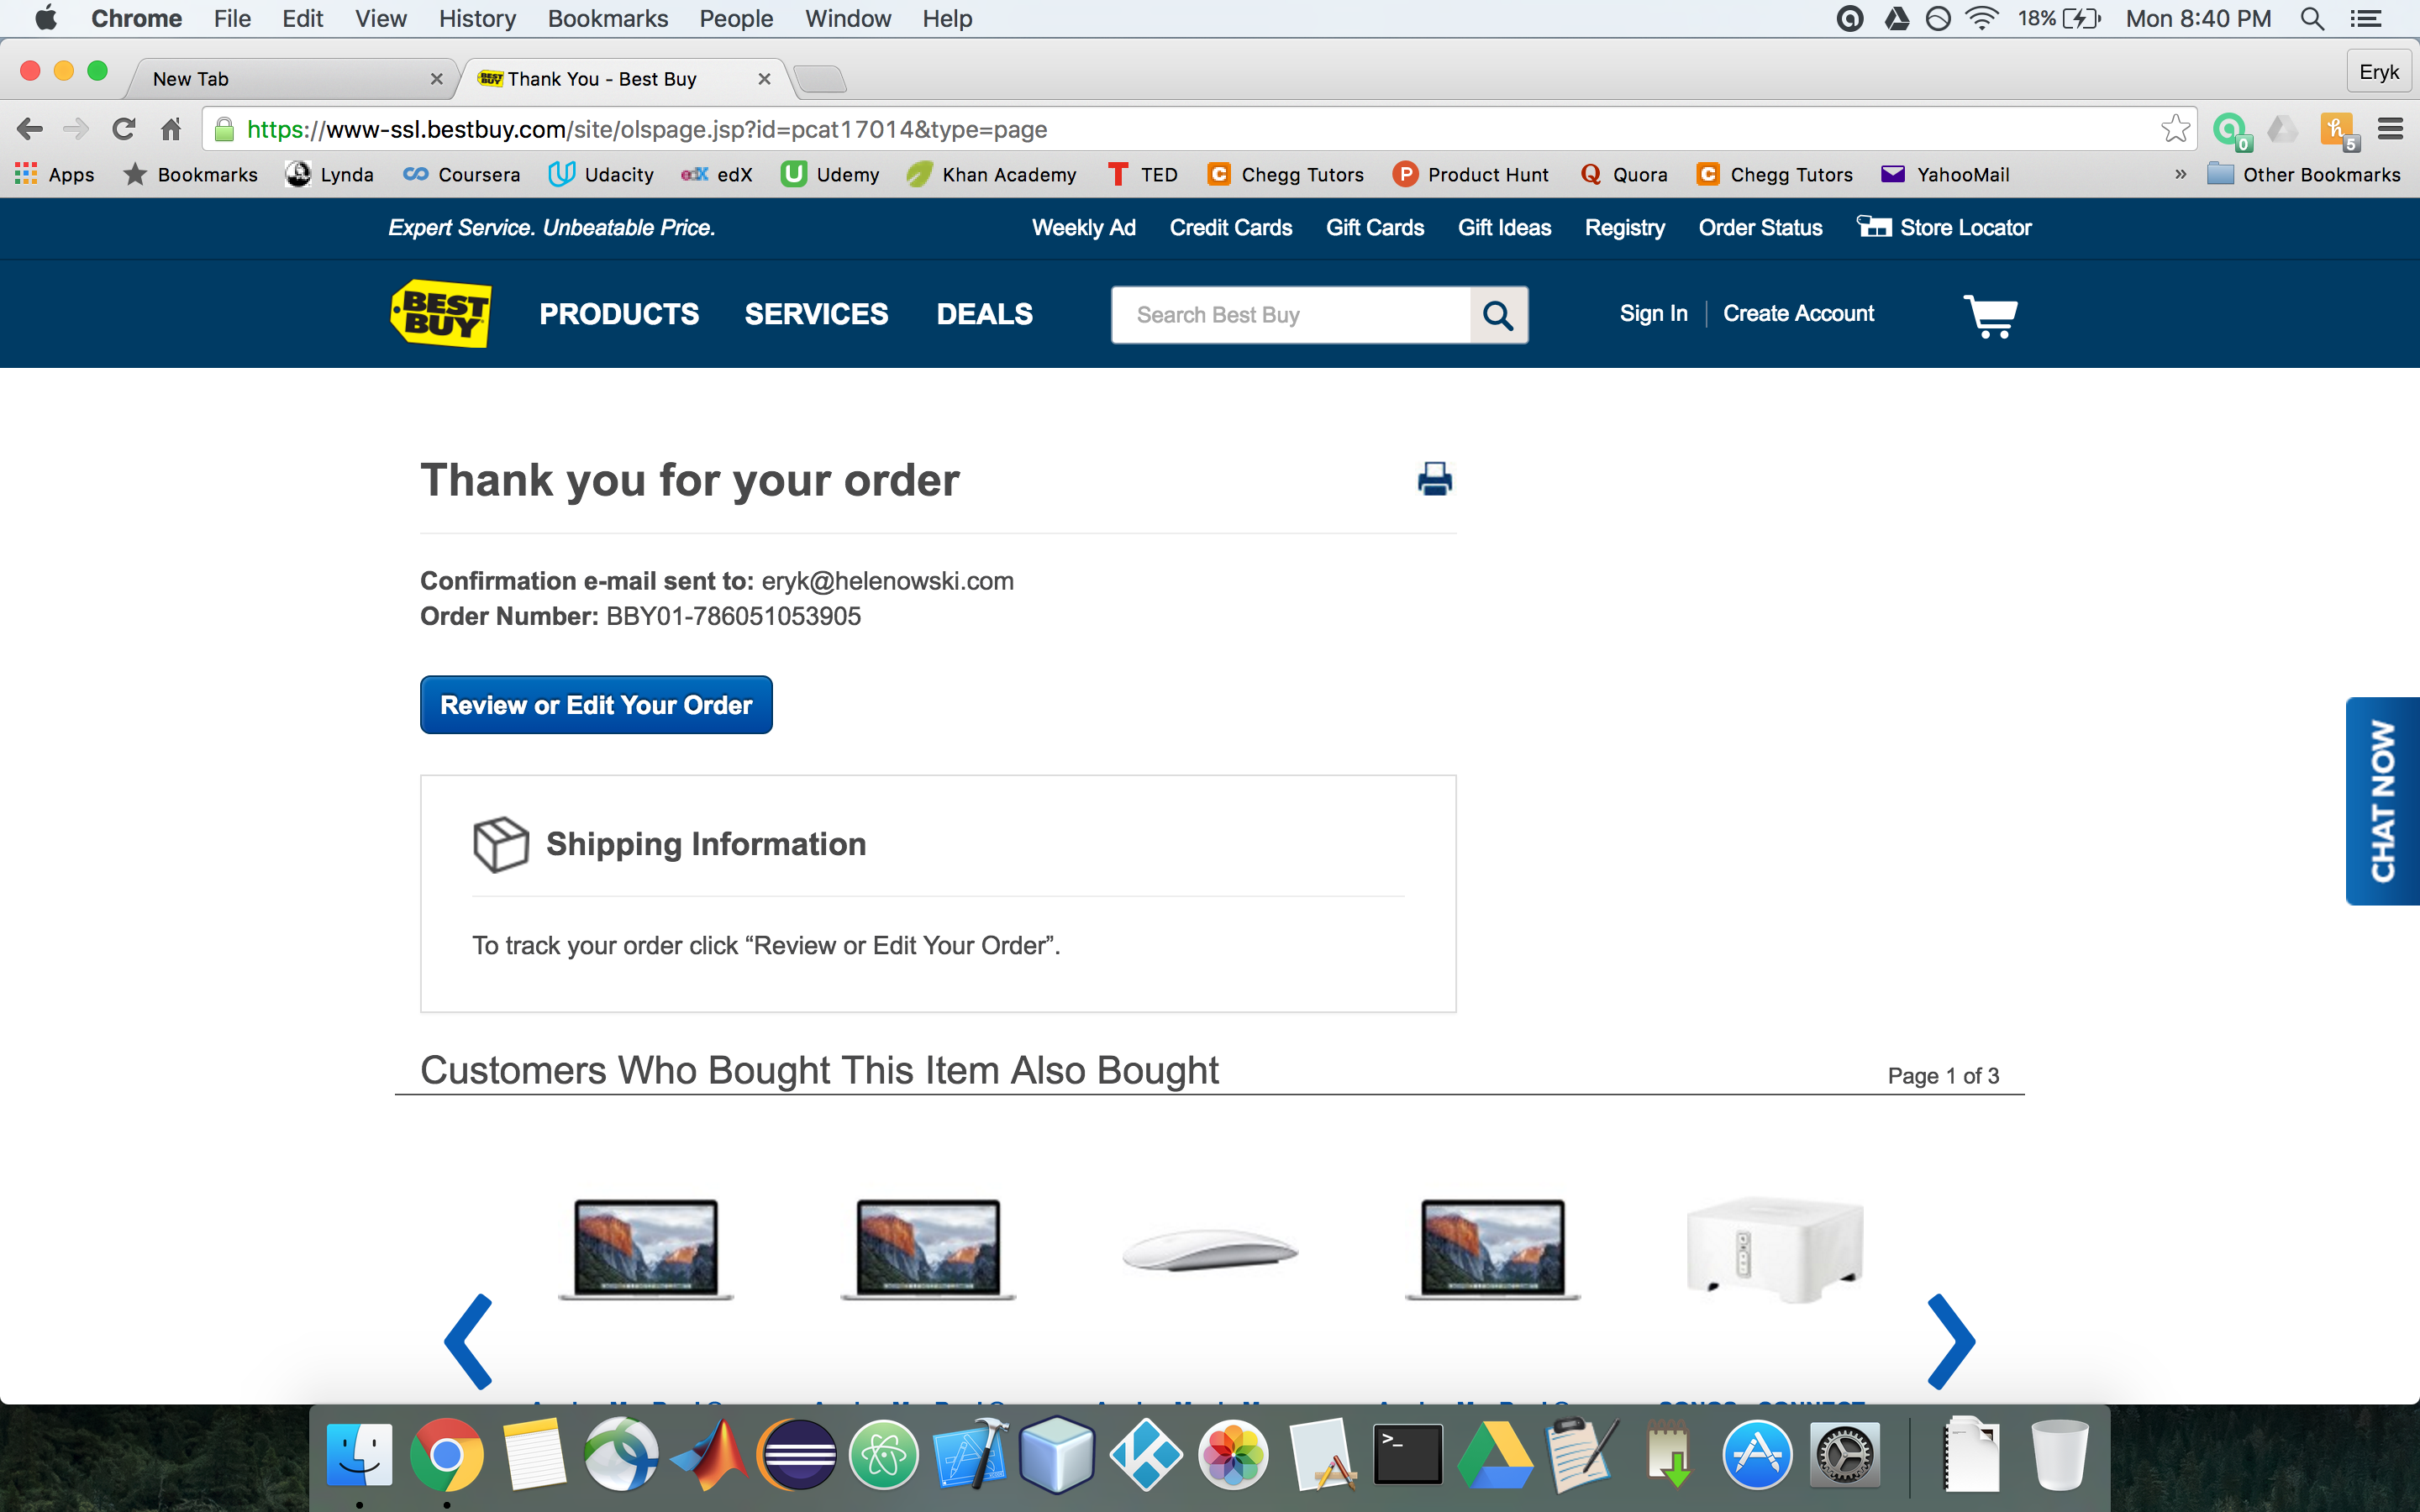 Chrome File Edit View History Bookmarks People Window Help 18% Mon 8:40 PM
New Tab Thank You - Best Buy Eryk
https://www-ssl.bestbuy.com/site/olspage.jsp?id=pcat17014&type=page 0 h 5
Apps Bookmarks Lynda Coursera edX Udacity edX Udemy Khan Academy TED Chegg Tutors Product Hunt Quora Chegg Tutors YahooMail » Other Bookmarks
Expert Service. Unbeatable Price. Weekly Ad Credit Cards Gift Cards Gift Ideas Registry Order Status Store Locator
BEST BUY PRODUCTS SERVICES DEALS Search Best Buy Sign In Create Account
Thank you for your order
Confirmation e-mail sent to: eryk@helenowski.com
Order Number: BBY01-786051053905
Review or Edit Your Order
CHAT NOW
Shipping Information
To track your order click “Review or Edit Your Order”.
Customers Who Bought This Item Also Bought Page 1 of 3